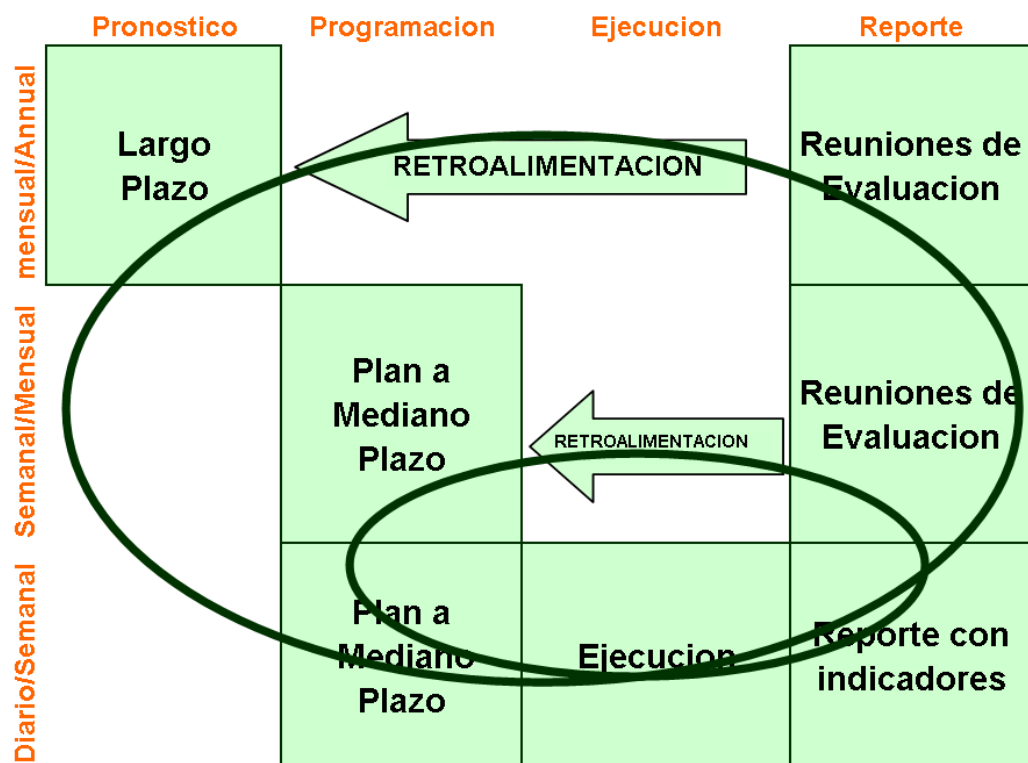 Pronostico Programacion Ejecucion Reporte
mensual/Annual
Largo
Plazo
RETROALIMENTACION
Reuniones de
Evaluacion
Semanal/Mensual
Plan a
Mediano
Plazo
RETROALIMENTACION
Reuniones de
Evaluacion
Diario/Semanal
Plan a
Mediano
Plazo
Ejecucion
Reporte con
indicadores